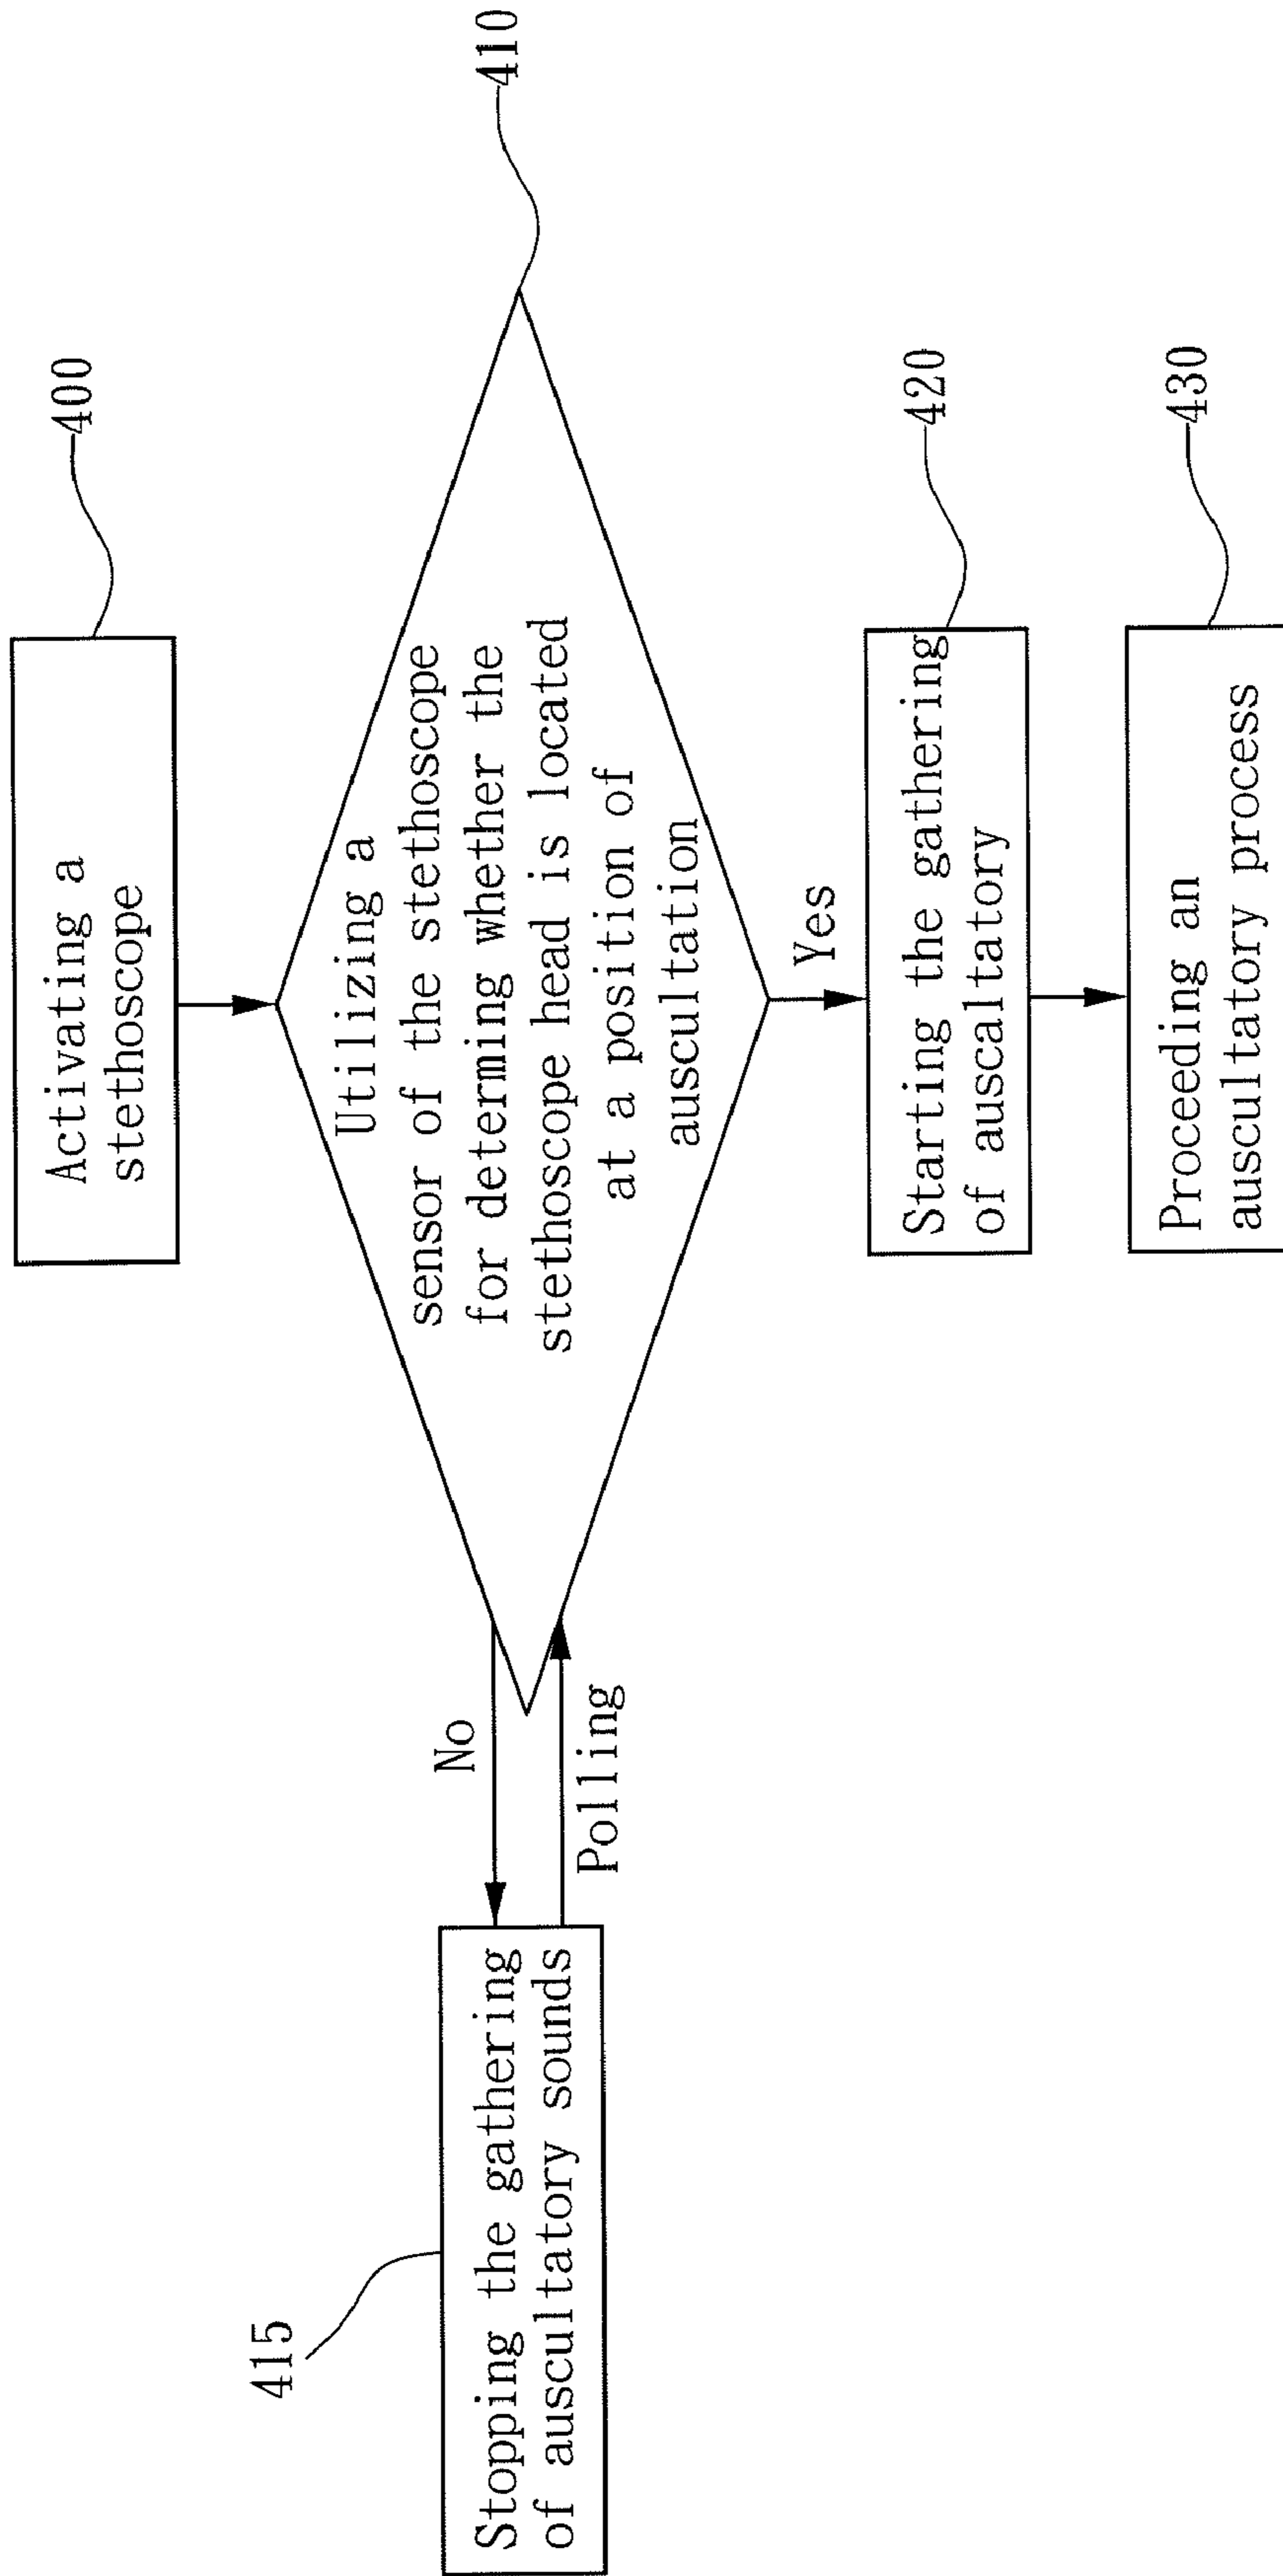 Activating a
stethoscope
400
Utilizing a
sensor of the stethoscope
for determing whether the
stethoscope head is located
at a position of
auscultation
410
No
Polling
415
Stopping the gathering
of auscultatory sounds
Yes
Starting the gathering
of auscaltatory
420
Proceeding an
auscultatory process
430